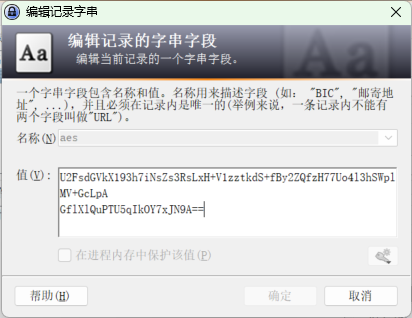 编辑记录字串
编辑记录的字串字段
编辑当前记录的一个字串字段。
一个字串字段包含名称和值。名称用来描述字段 (如: "BIC", "邮寄地
址", ...), 并且必须在记录内是唯一的(举例来说，一条记录内不能有
两个字段叫做"URL")。
名称(N)
aes
值(V):
U2FsdGVkX193h7iNsZs3RsLxH+VlzztkdS+fBy2ZQfzH77Uo4l3hSWpl
MV+GcLpA
GflXlQuPTU5qIkOY7xJN9A==
在进程内存中保护该值(P)
帮助(H)
确定
取消